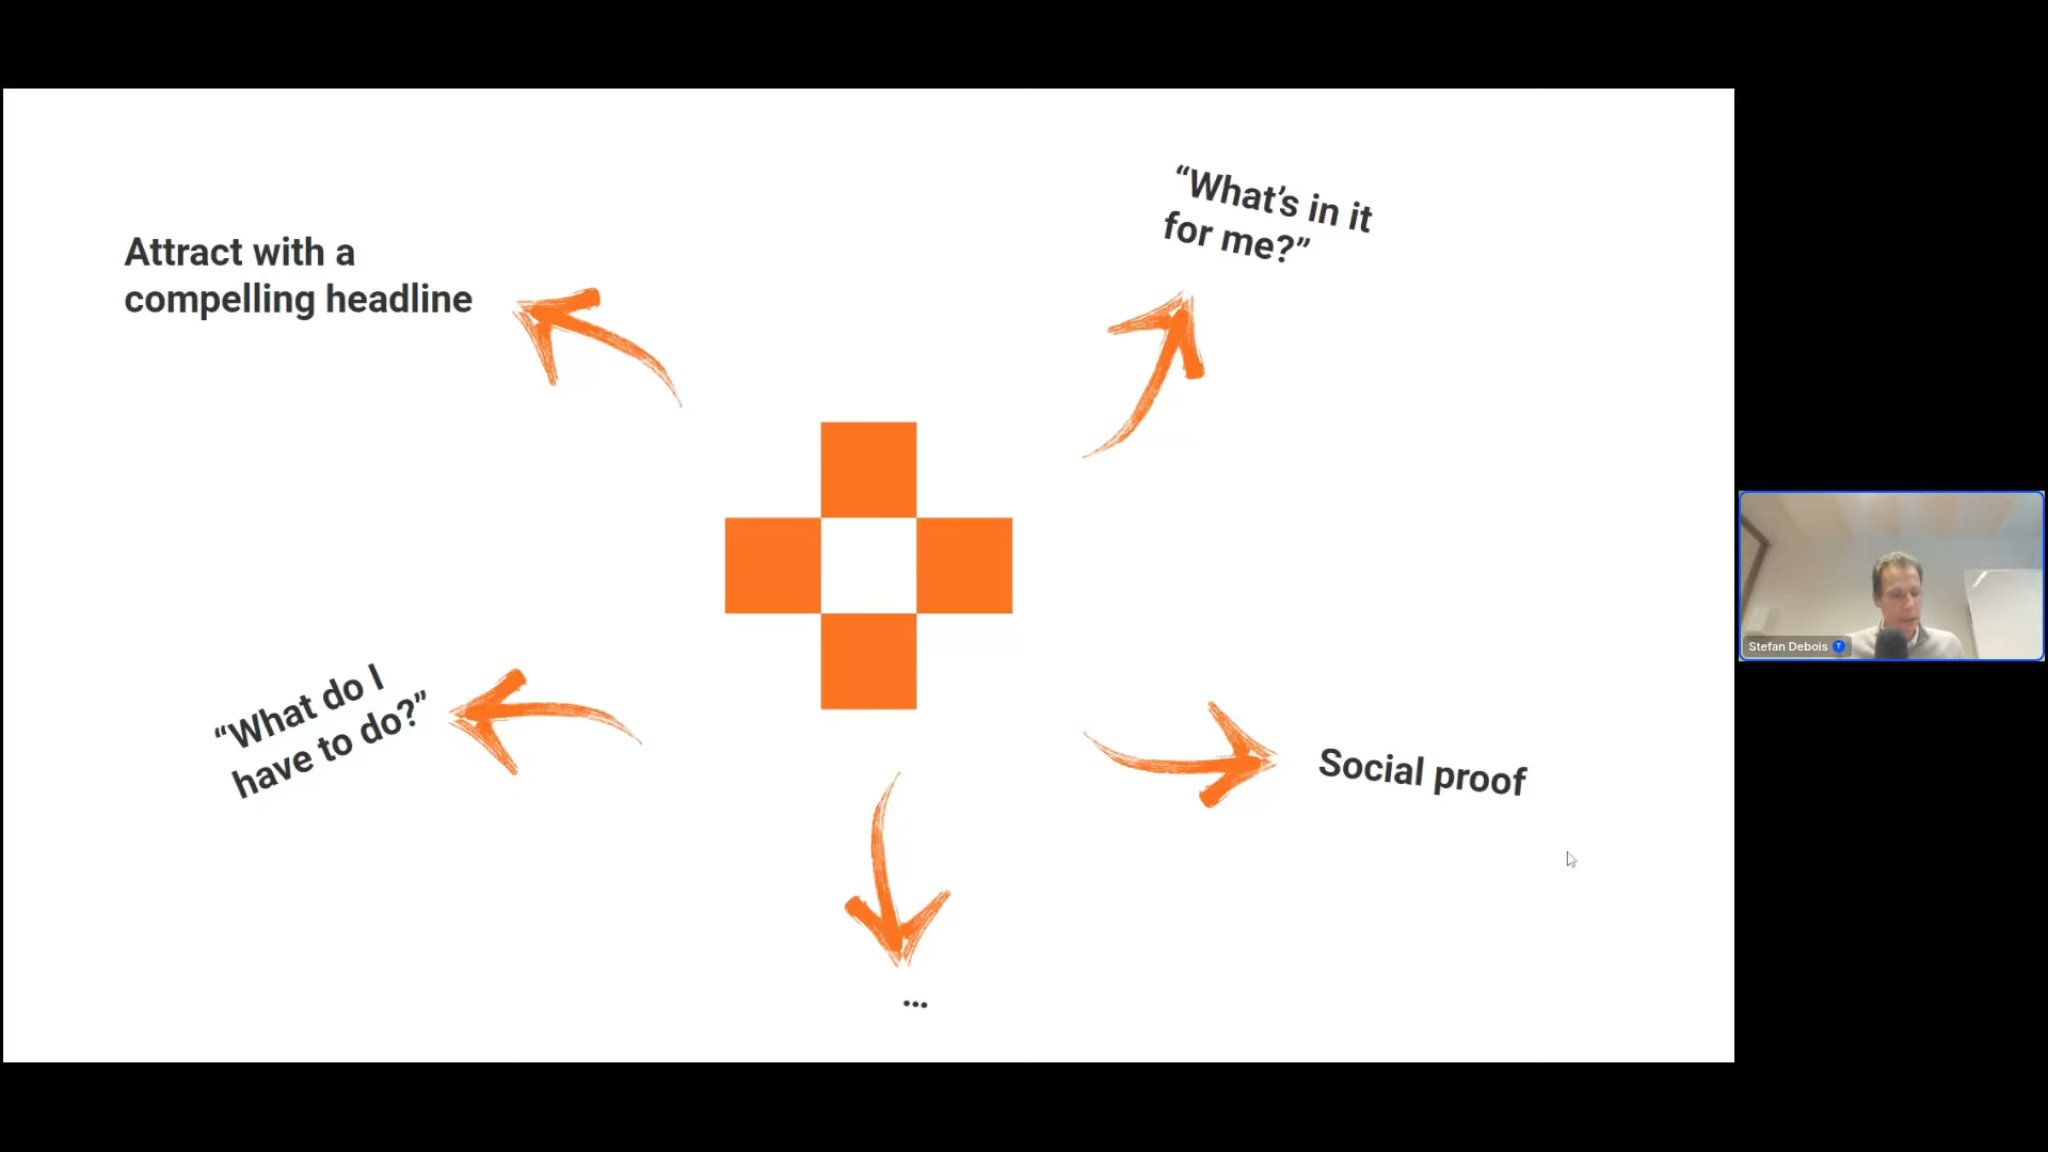 Attract with a
compelling headline
“What’s in it
for me?”
“What do I
have to do?”
Social proof
...
Stefan Debois
T